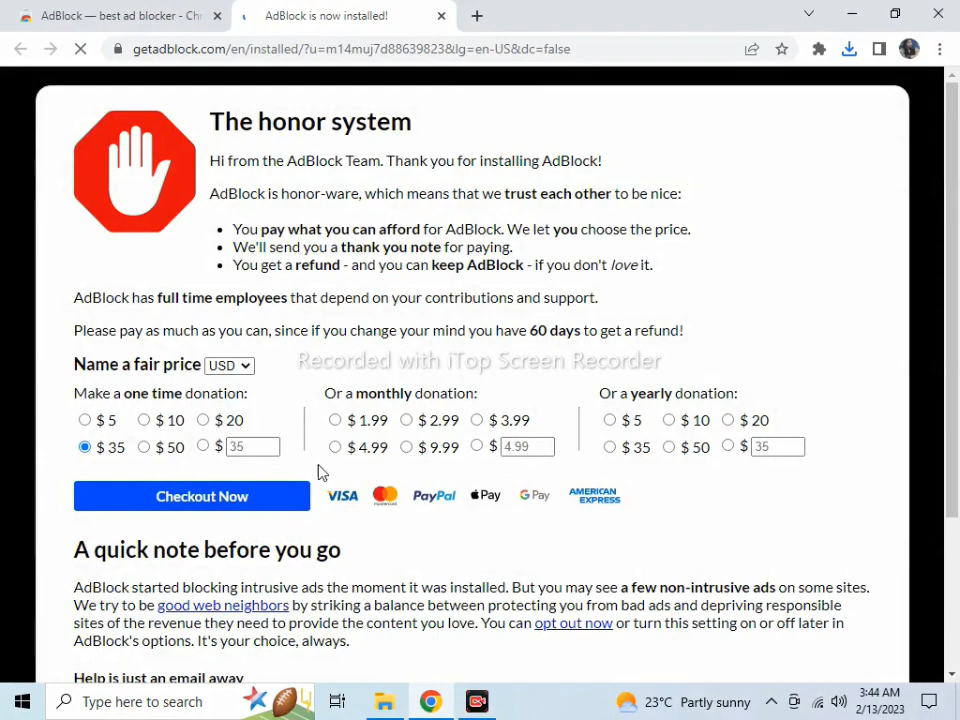 AdBlock — best ad blocker - Chr
AdBlock is now installed!
getadblock.com/en/installed/?u=m14muj7d88639823&lg=en-US&dc=false
The honor system
Hi from the AdBlock Team. Thank you for installing AdBlock!
AdBlock is honor-ware, which means that we trust each other to be nice:
• You pay what you can afford for AdBlock. We let you choose the price.
• We'll send you a thank you note for paying.
• You get a refund - and you can keep AdBlock - if you don't love it.
AdBlock has full time employees that depend on your contributions and support.
Please pay as much as you can, since if you change your mind you have 60 days to get a refund!
Name a fair price USD
Recorded with iTop Screen Recorder
Make a one time donation: Or a monthly donation: Or a yearly donation:
$ 5 $ 10 $ 20 $ 1.99 $ 2.99 $ 3.99 $ 5 $ 10 $ 20
$ 35 $ 50 $ 35 $ 4.99 $ 9.99 $ 4.99 $ 35 $ 50 $ 35
Checkout Now VISA mastercard PayPal Pay G Pay AMERICAN EXPRESS
A quick note before you go
AdBlock started blocking intrusive ads the moment it was installed. But you may see a few non-intrusive ads on some sites.
We try to be good web neighbors by striking a balance between protecting you from bad ads and depriving responsible
sites of the revenue they need to provide the content you love. You can opt out now or turn this setting on or off later in
AdBlock's options. It's your choice, always.
Help is just an email away
Type here to search
23°C Partly sunny
3:44 AM
2/13/2023